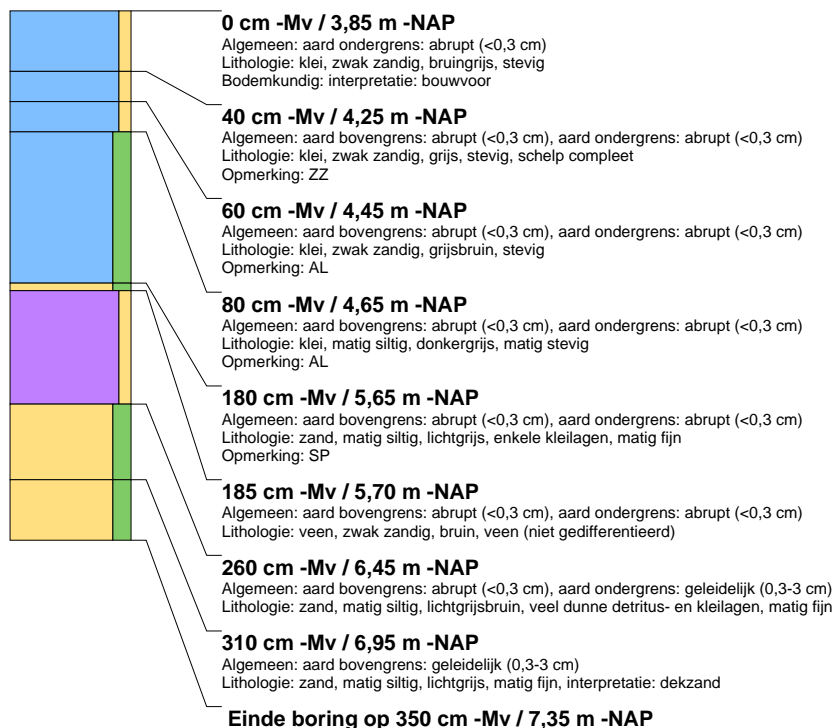 0 cm -Mv / 3,85 m -NAP
Algemeen: aard ondergrens: abrupt (<0,3 cm)
Lithologie: klei, zwak zandig, bruingrijs, stevig
Bodemkundig: interpretatie: bouwvoor
40 cm -Mv / 4,25 m -NAP
Algemeen: aard bovengrens: abrupt (<0,3 cm), aard ondergrens: abrupt (<0,3 cm)
Lithologie: klei, zwak zandig, grijs, stevig, schelp compleet
Opmerking: ZZ
60 cm -Mv / 4,45 m -NAP
Algemeen: aard bovengrens: abrupt (<0,3 cm), aard ondergrens: abrupt (<0,3 cm)
Lithologie: klei, zwak zandig, grijsbruin, stevig
Opmerking: AL
80 cm -Mv / 4,65 m -NAP
Algemeen: aard bovengrens: abrupt (<0,3 cm), aard ondergrens: abrupt (<0,3 cm)
Lithologie: klei, matig siltig, donkergrijs, matig stevig
Opmerking: AL
180 cm -Mv / 5,65 m -NAP
Algemeen: aard bovengrens: abrupt (<0,3 cm), aard ondergrens: abrupt (<0,3 cm)
Lithologie: zand, matig siltig, lichtgrijs, enkele kleilagen, matig fijn
Opmerking: SP
185 cm -Mv / 5,70 m -NAP
Algemeen: aard bovengrens: abrupt (<0,3 cm), aard ondergrens: abrupt (<0,3 cm)
Lithologie: veen, zwak zandig, bruin, veen (niet gedifferentieerd)
260 cm -Mv / 6,45 m -NAP
Algemeen: aard bovengrens: abrupt (<0,3 cm), aard ondergrens: geleidelijk (0,3-3 cm)
Lithologie: zand, matig siltig, lichtgrijsbruin, veel dunne detritus- en kleilagen, matig fijn
310 cm -Mv / 6,95 m -NAP
Algemeen: aard bovengrens: geleidelijk (0,3-3 cm)
Lithologie: zand, matig siltig, lichtgrijs, matig fijn, interpretatie: dekzand
Einde boring op 350 cm -Mv / 7,35 m -NAP